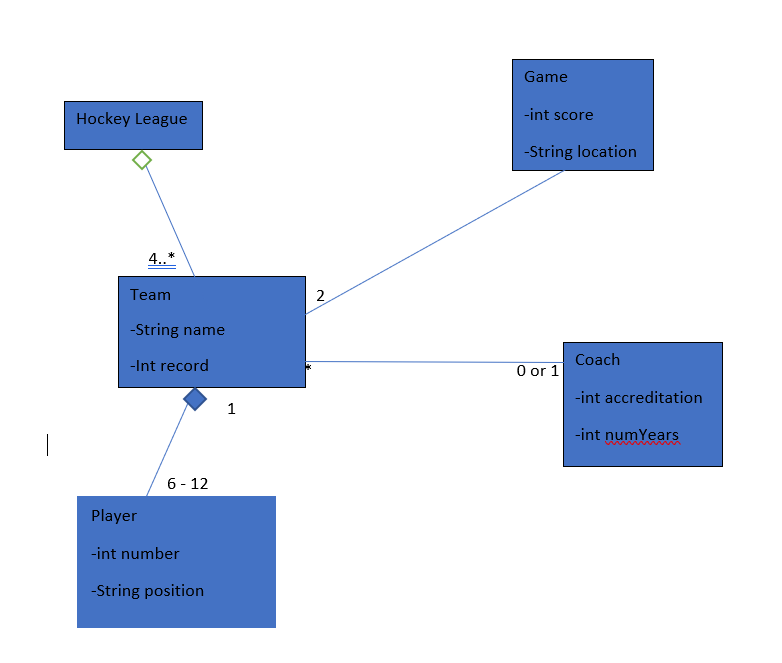 Game
-int score
-String location
Hockey League
4..*
Team
-String name
-Int record
2
*
0 or 1
Coach
-int accreditation
-int numYears
1
6 - 12
Player
-int number
-String position